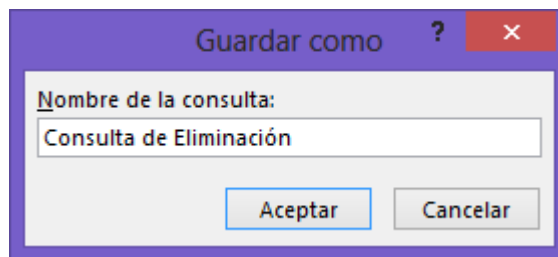 Guardar como ? ×
Nombre de la consulta:
Consulta de Eliminación
Aceptar Cancelar